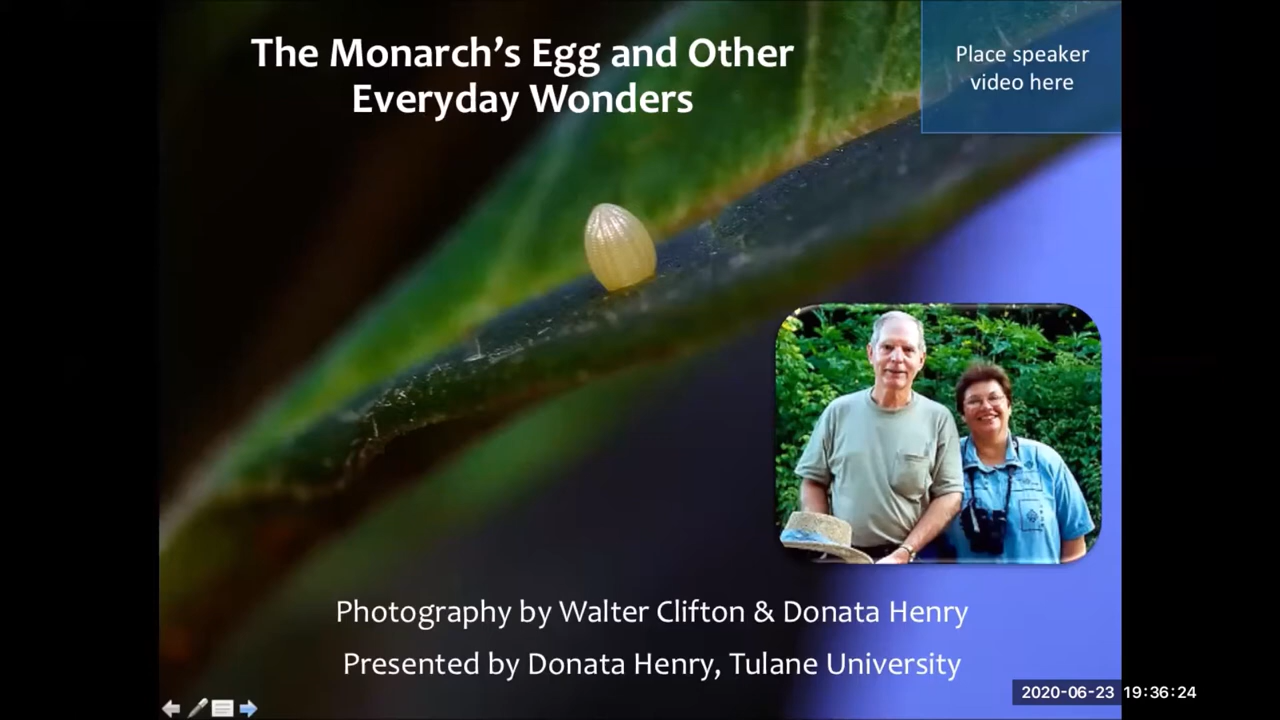 The Monarch’s Egg and Other
Everyday Wonders
Place speaker
video here
Photography by Walter Clifton & Donata Henry
Presented by Donata Henry, Tulane University
2020-06-23 19:36:24